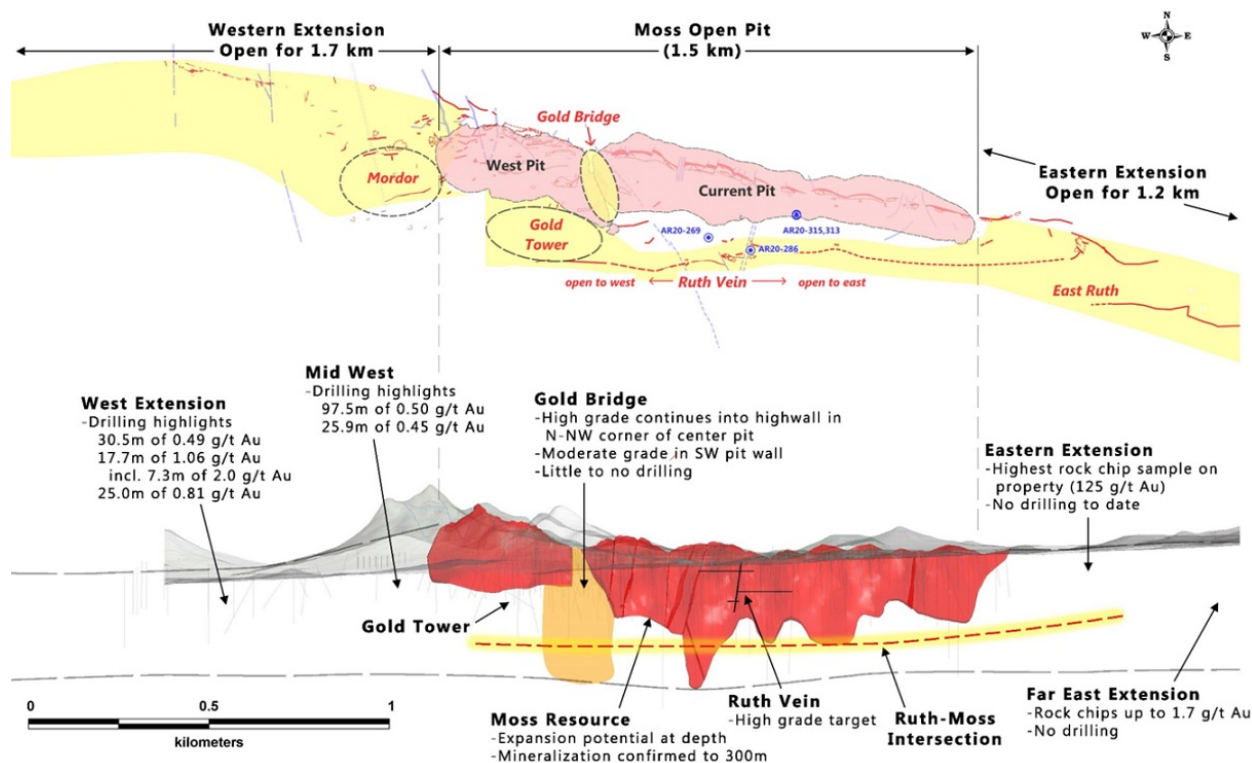 Western Extension
Open for 1.7 km
Moss Open Pit
(1.5 km)
N
W
E
S
Gold Bridge
West Pit
Mordor
Current Pit
Eastern Extension
Open for 1.2 km
Gold
Tower
AR20-269
AR20-315,313
AR20-286
open to west
Ruth Vein
open to east
East Ruth
West Extension
-Drilling highlights
30.5m of 0.49 g/t Au
17.7m of 1.06 g/t Au
incl. 7.3m of 2.0 g/t Au
25.0m of 0.81 g/t Au
Mid West
-Drilling highlights
97.5m of 0.50 g/t Au
25.9m of 0.45 g/t Au
Gold Bridge
-High grade continues into highwall in
N-NW corner of center pit
-Moderate grade in SW pit wall
-Little to no drilling
Eastern Extension
-Highest rock chip sample on
property (125 g/t Au)
-No drilling to date
Gold Tower
0
0.5
1
kilometers
Moss Resource
-Expansion potential at depth
-Mineralization confirmed to 300m
Ruth Vein
-High grade target
Ruth-Moss
Intersection
Far East Extension
-Rock chips up to 1.7 g/t Au
-No drilling